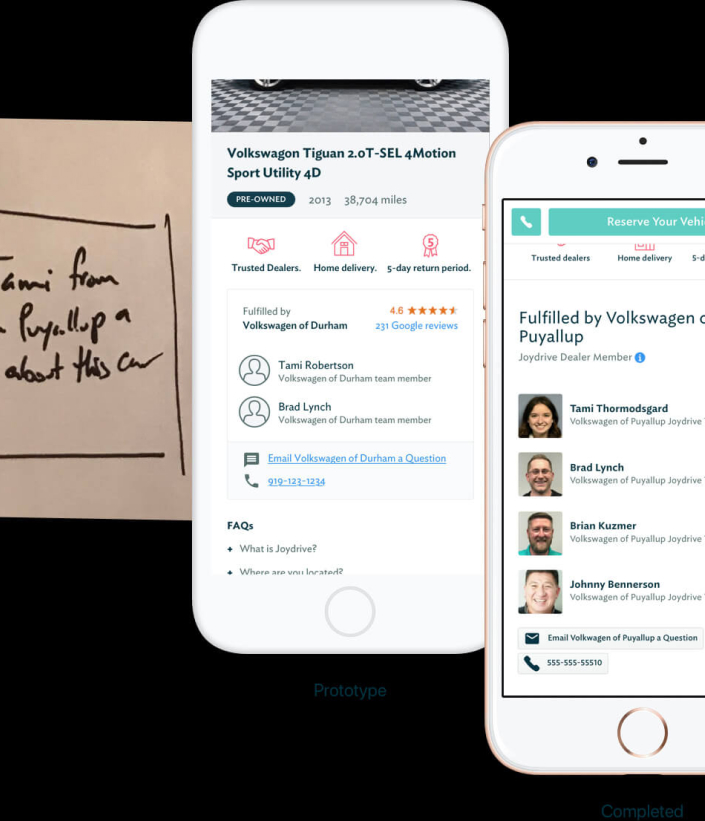 Tami from
Puyallup a
about this car
Volkswagon Tiguan 2.0T-SEL 4Motion
Sport Utility 4D
PRE-OWNED 2013 38,704 miles
5
Trusted Dealers. Home delivery. 5-day return period.
Fulfilled by 4.6
Volkswagen of Durham 231 Google reviews
Tami Robertson
Volkswagen of Durham team member
Brad Lynch
Volkswagen of Durham team member
Email Volkswagen of Durham a Question
919-123-1234
FAQs
+ What is Joydrive?
+ Where are you located?
Prototype
Reserve Your Vehi
Trusted dealers Home delivery 5-d
Fulfilled by Volkswagen o
Puyallup
Joydrive Dealer Member i
Tami Thormodsgard
Volkswagen of Puyallup Joydrive
Brad Lynch
Volkswagen of Puyallup Joydrive
Brian Kuzmer
Volkswagen of Puyallup Joydrive
Johnny Bennerson
Volkswagen of Puyallup Joydrive
Email Volkwagen of Puyallup a Question
555-555-55510
Completed